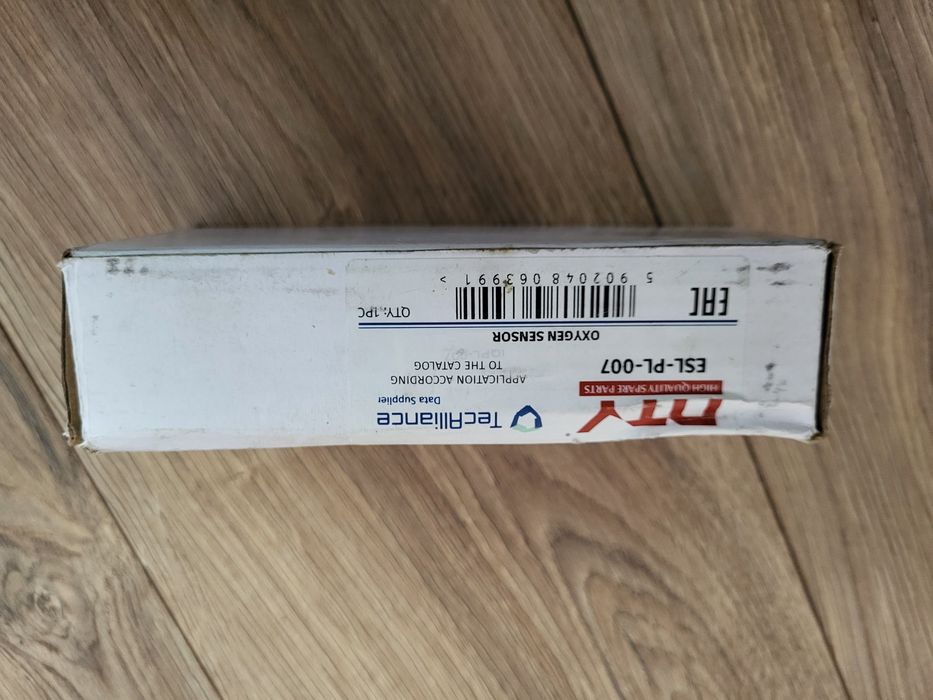 NTY
HIGH QUALITY SPARE PARTS
TecAlliance
Data Supplier
ESL-PL-007
APPLICATION ACCORDING
TO THE CATALOG
OXYGEN SENSOR
EAC
QTY: 1PC
5 902048 063991 >